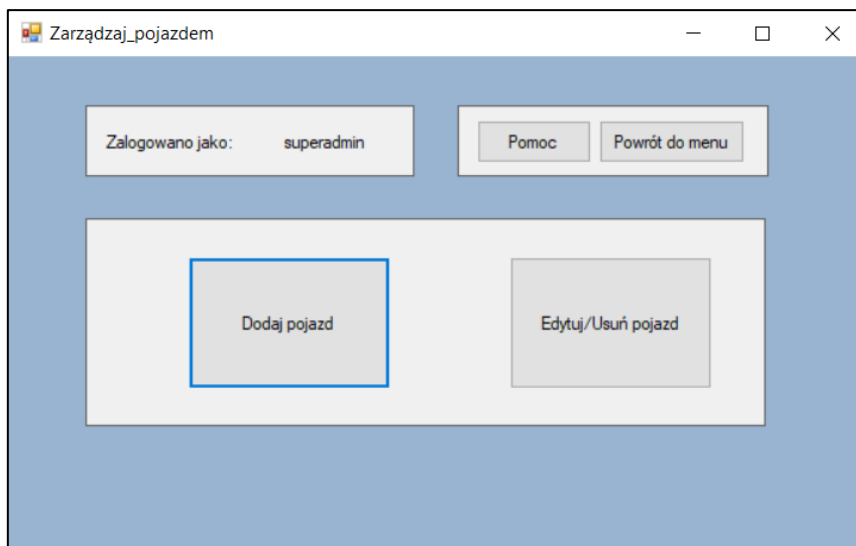 Zarządzaj_pojazdem
Zalogowano jako: superadmin
Pomoc
Powrót do menu
Dodaj pojazd
Edytuj/Usuń pojazd